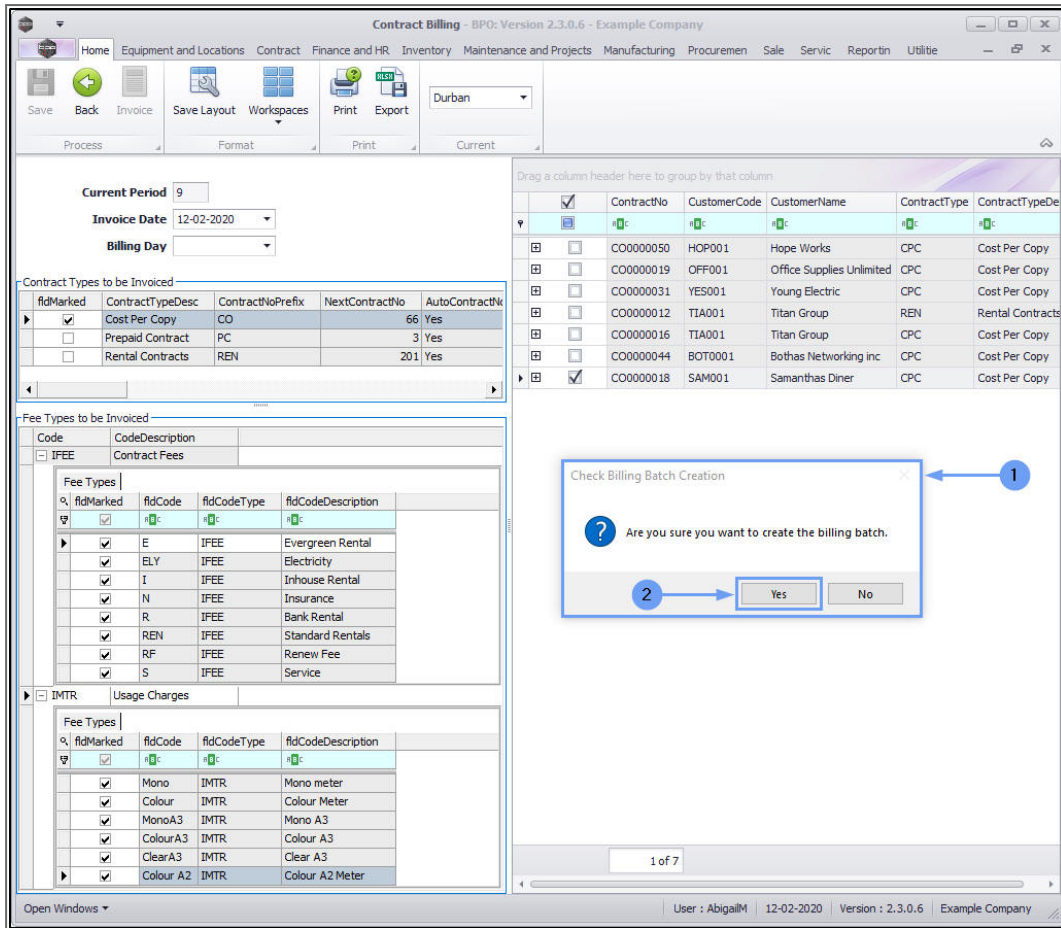 Contract Billing - BPO: Version 2.3.0.6 - Example Company
BPO Home Equipment and Locations Contract Finance and HR Inventory Maintenance and Projects Manufacturing Procuremen Sale Servic Reportin Utilitie
Save Back Invoice Save Layout Workspaces Print Export Durban
XLSX
Process Format Print Current
Current Period 9
Invoice Date 12-02-2020
Billing Day
Contract Types to be Invoiced
fldMarked ContractTypeDesc ContractNoPrefix NextContractNo AutoContractNo
Cost Per Copy CO 66 Yes
Prepaid Contract PC 3 Yes
Rental Contracts REN 201 Yes
Fee Types to be Invoiced
Code CodeDescription
IFEE Contract Fees
Fee Types
fldMarked fldCode fldCodeType fldCodeDescription
ABC ABC ABC
E IFEE Evergreen Rental
ELY IFEE Electricity
I IFEE Inhouse Rental
N IFEE Insurance
R IFEE Bank Rental
REN IFEE Standard Rentals
RF IFEE Renew Fee
S IFEE Service
IMTR Usage Charges
Fee Types
fldMarked fldCode fldCodeType fldCodeDescription
ABC ABC ABC
Mono IMTR Mono meter
Colour IMTR Colour Meter
MonoA3 IMTR Mono A3
ColourA3 IMTR Colour A3
ClearA3 IMTR Clear A3
Colour A2 IMTR Colour A2 Meter
Drag a column header here to group by that column
ContractNo CustomerCode CustomerName ContractType ContractTypeDe
ABC ABC ABC ABC ABC
CO0000050 HOP001 Hope Works CPC Cost Per Copy
CO0000019 OFF001 Office Supplies Unlimited CPC Cost Per Copy
CO0000031 YES001 Young Electric CPC Cost Per Copy
CO0000012 TIA001 Titan Group REN Rental Contracts
CO0000016 TIA001 Titan Group CPC Cost Per Copy
CO0000044 BOT0001 Bothas Networking inc CPC Cost Per Copy
CO0000018 SAM001 Samanthas Diner CPC Cost Per Copy
Check Billing Batch Creation
1
Are you sure you want to create the billing batch.
2
Yes No
1 of 7
Open Windows User : AbigailM 12-02-2020 Version : 2.3.0.6 Example Company